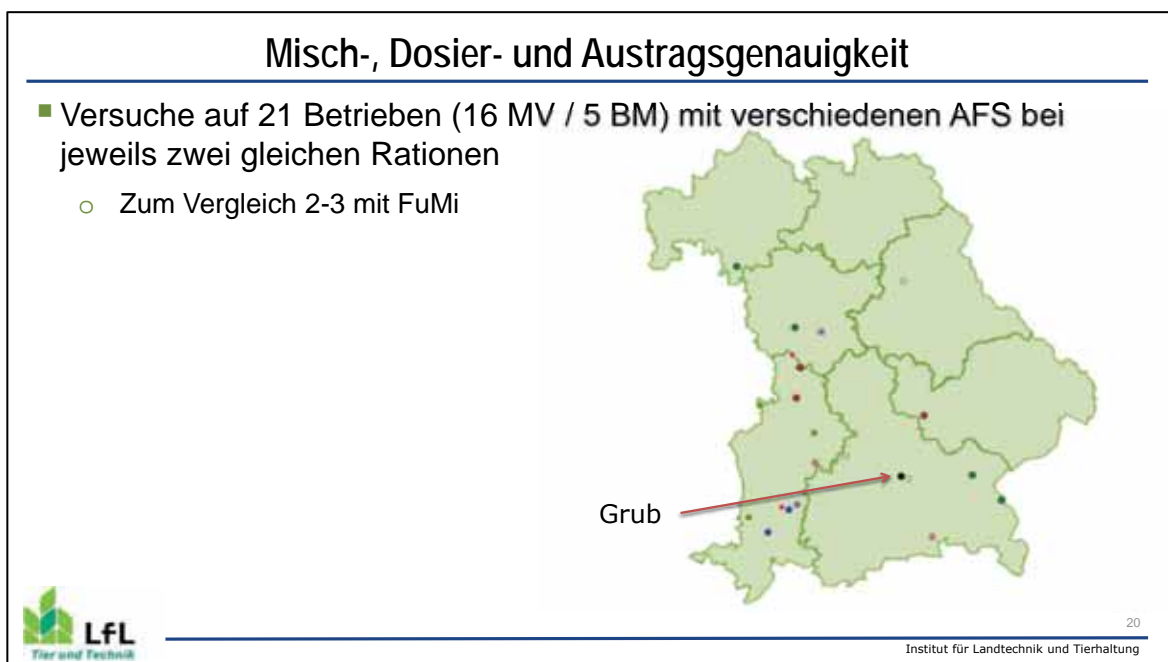 Misch-, Dosier- und Austragsgenauigkeit
▪ Versuche auf 21 Betrieben (16 MV / 5 BM) mit verschiedenen AFS bei
jeweils zwei gleichen Rationen
o Zum Vergleich 2-3 mit FuMi
Grub
LfL
Tier und Technik
20
Institut für Landtechnik und Tierhaltung